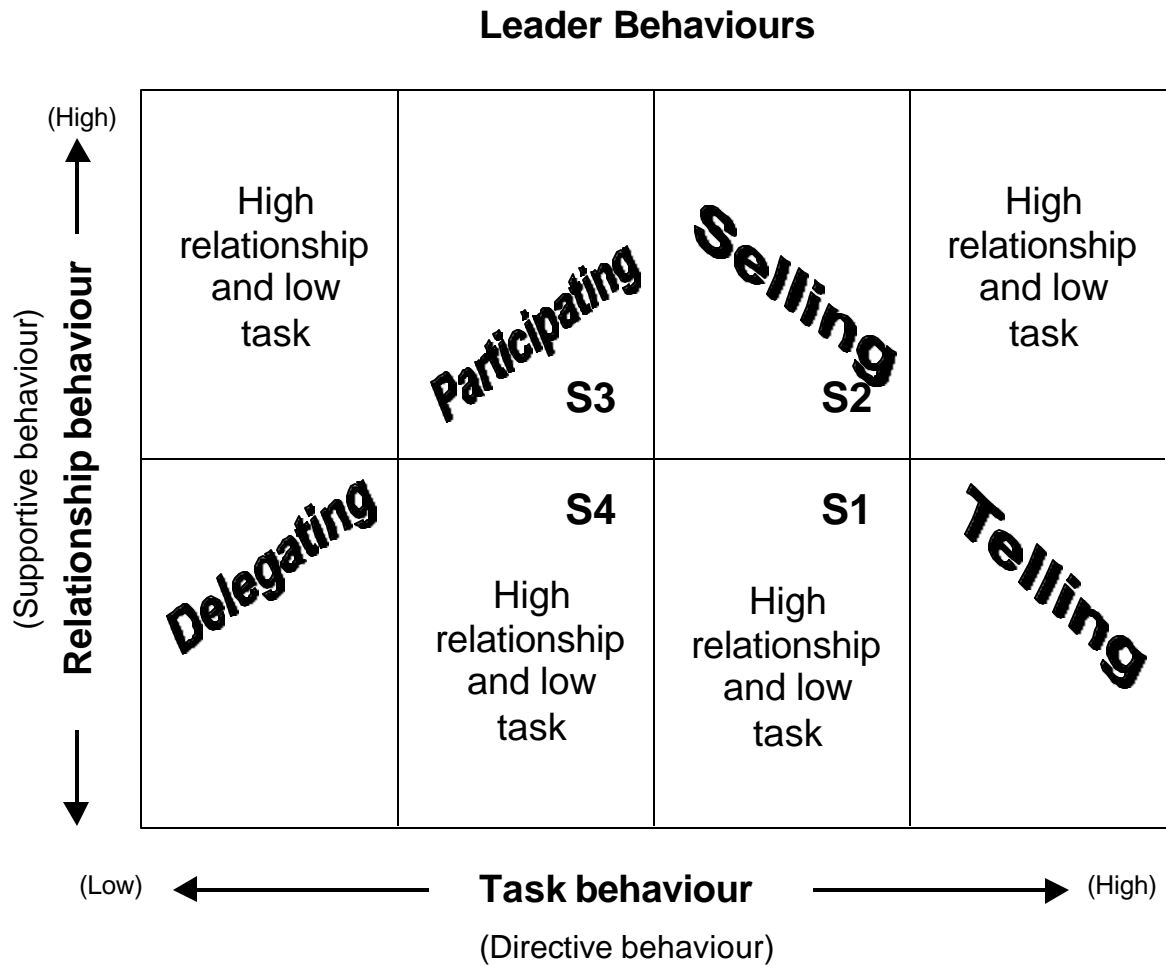 Leader Behaviours
(High)
High
relationship
and low
task
Participating
S3
Selling
S2
High
relationship
and low
task
(Supportive behaviour)
Relationship behaviour
Delegating
S4
High
relationship
and low
task
S1
High
relationship
and low
task
Telling
(Low)
Task behaviour
(High)
(Directive behaviour)